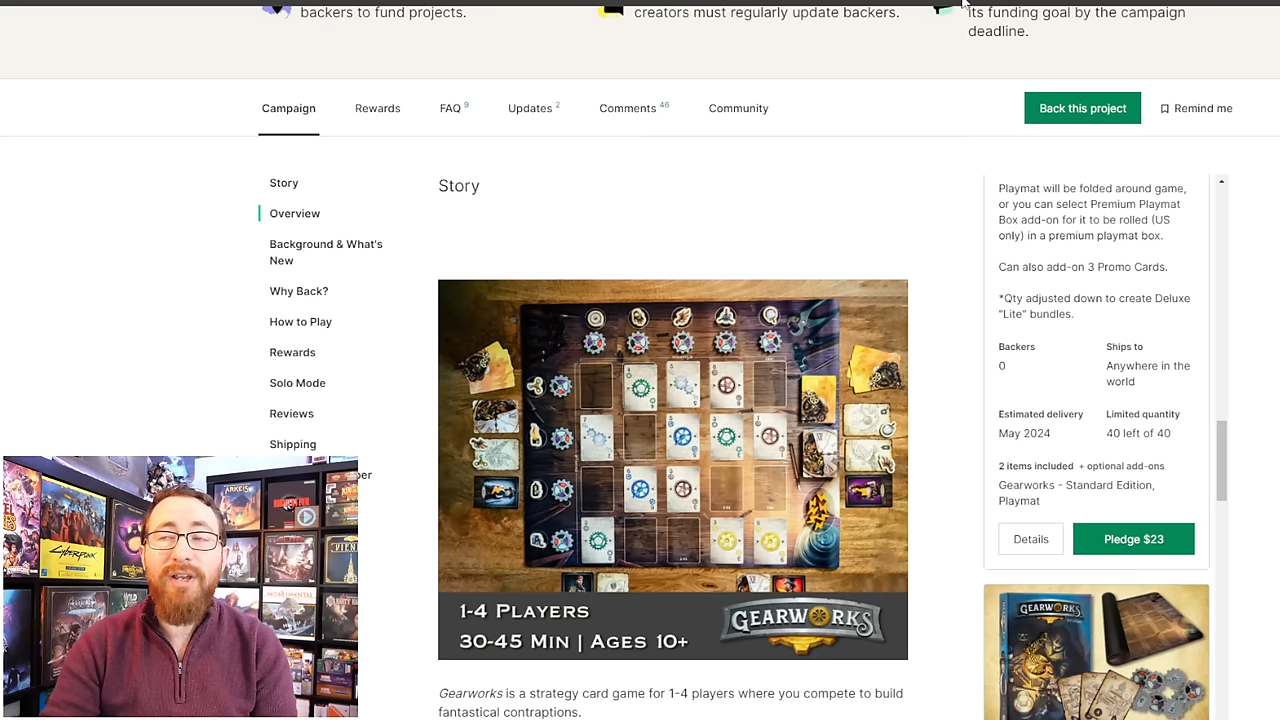 backers to fund projects.
creators must regularly update backers.
its funding goal by the campaign
deadline.
Campaign
Rewards
FAQ 9
Updates 2
Comments 46
Community
Back this project
Remind me
Story
Overview
Background & What's
New
Why Back?
How to Play
Rewards
Solo Mode
Reviews
Shipping
per
Story
1-4 Players
30-45 Min | Ages 10+
GEARWORKS
Gearworks is a strategy card game for 1-4 players where you compete to build
fantastical contraptions.
Playmat will be folded around game,
or you can select Premium Playmat
Box add-on for it to be rolled (US
only) in a premium playmat box.
Can also add-on 3 Promo Cards.
*Qty adjusted down to create Deluxe
"Lite" bundles.
Backers
Ships to
0
Anywhere in the
world
Estimated delivery
Limited quantity
May 2024
40 left of 40
2 items included + optional add-ons
Gearworks - Standard Edition,
Playmat
Details
Pledge $23
GEARWORKS
CYBERPUNK
ARKEIS
MONUMENTAL